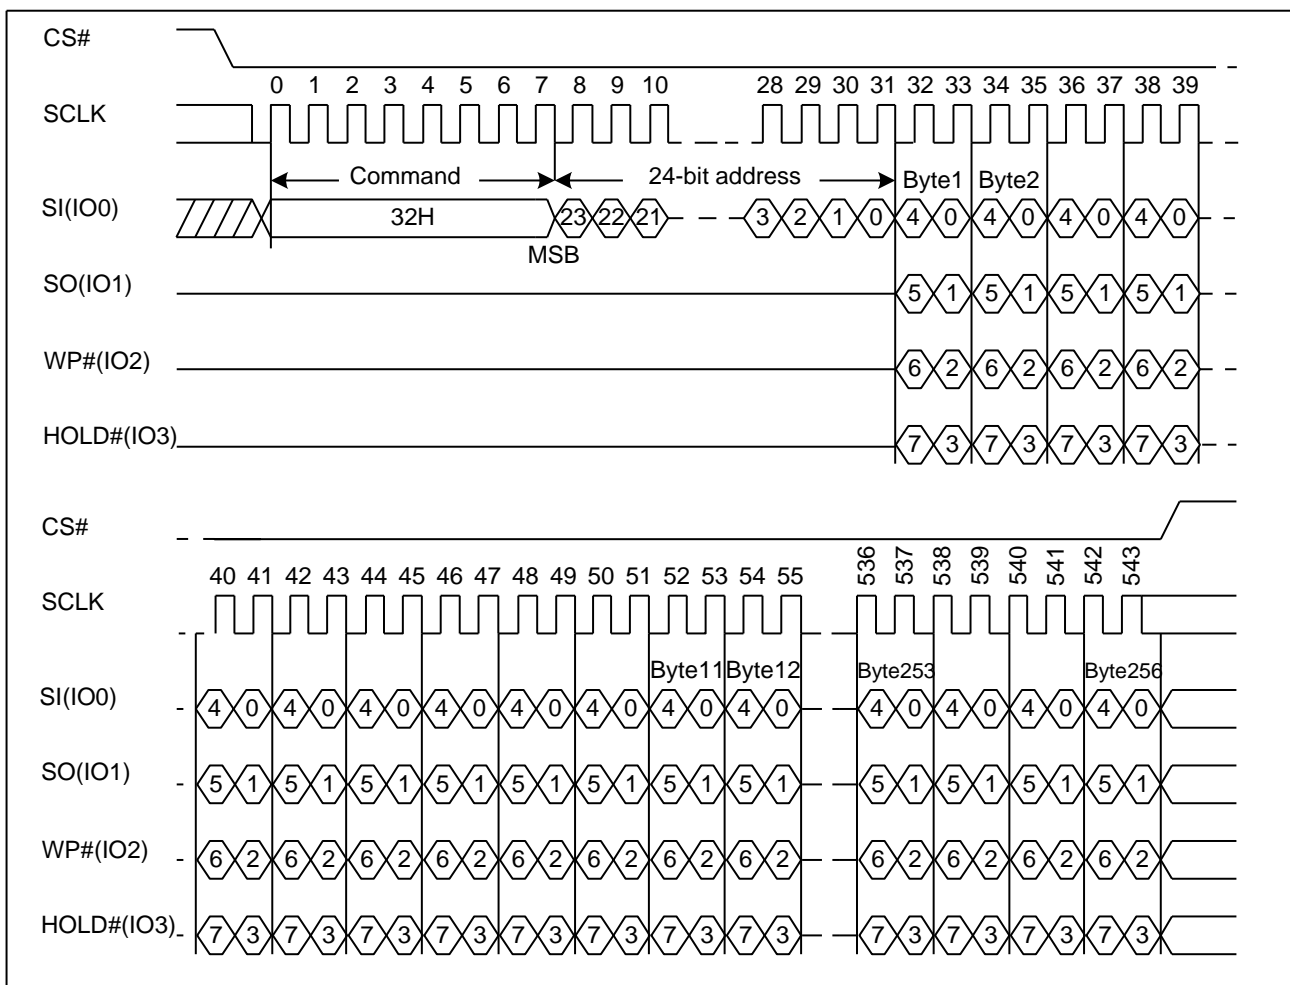 CS#
0 1 2 3 4 5 6 7 8 9 10 28 29 30 31 32 33 34 35 36 37 38 39
SCLK
Command 24-bit address Byte1 Byte2
SI(IO0) 32H 23 22 21 3 2 1 0 4 0 4 0 4 0 4 0
MSB
SO(IO1) 5 1 5 1 5 1 5 1
WP#(IO2) 6 2 6 2 6 2 6 2
HOLD#(IO3) 7 3 7 3 7 3 7 3
CS#
40 41 42 43 44 45 46 47 48 49 50 51 52 53 54 55 536 537 538 539 540 541 542 543
SCLK
Byte11 Byte12 Byte253 Byte256
SI(IO0) 4 0 4 0 4 0 4 0 4 0 4 0 4 0 4 0 4 0 4 0 4 0 4 0
SO(IO1) 5 1 5 1 5 1 5 1 5 1 5 1 5 1 5 1 5 1 5 1 5 1 5 1
WP#(IO2) 6 2 6 2 6 2 6 2 6 2 6 2 6 2 6 2 6 2 6 2 6 2 6 2
HOLD#(IO3) 7 3 7 3 7 3 7 3 7 3 7 3 7 3 7 3 7 3 7 3 7 3 7 3